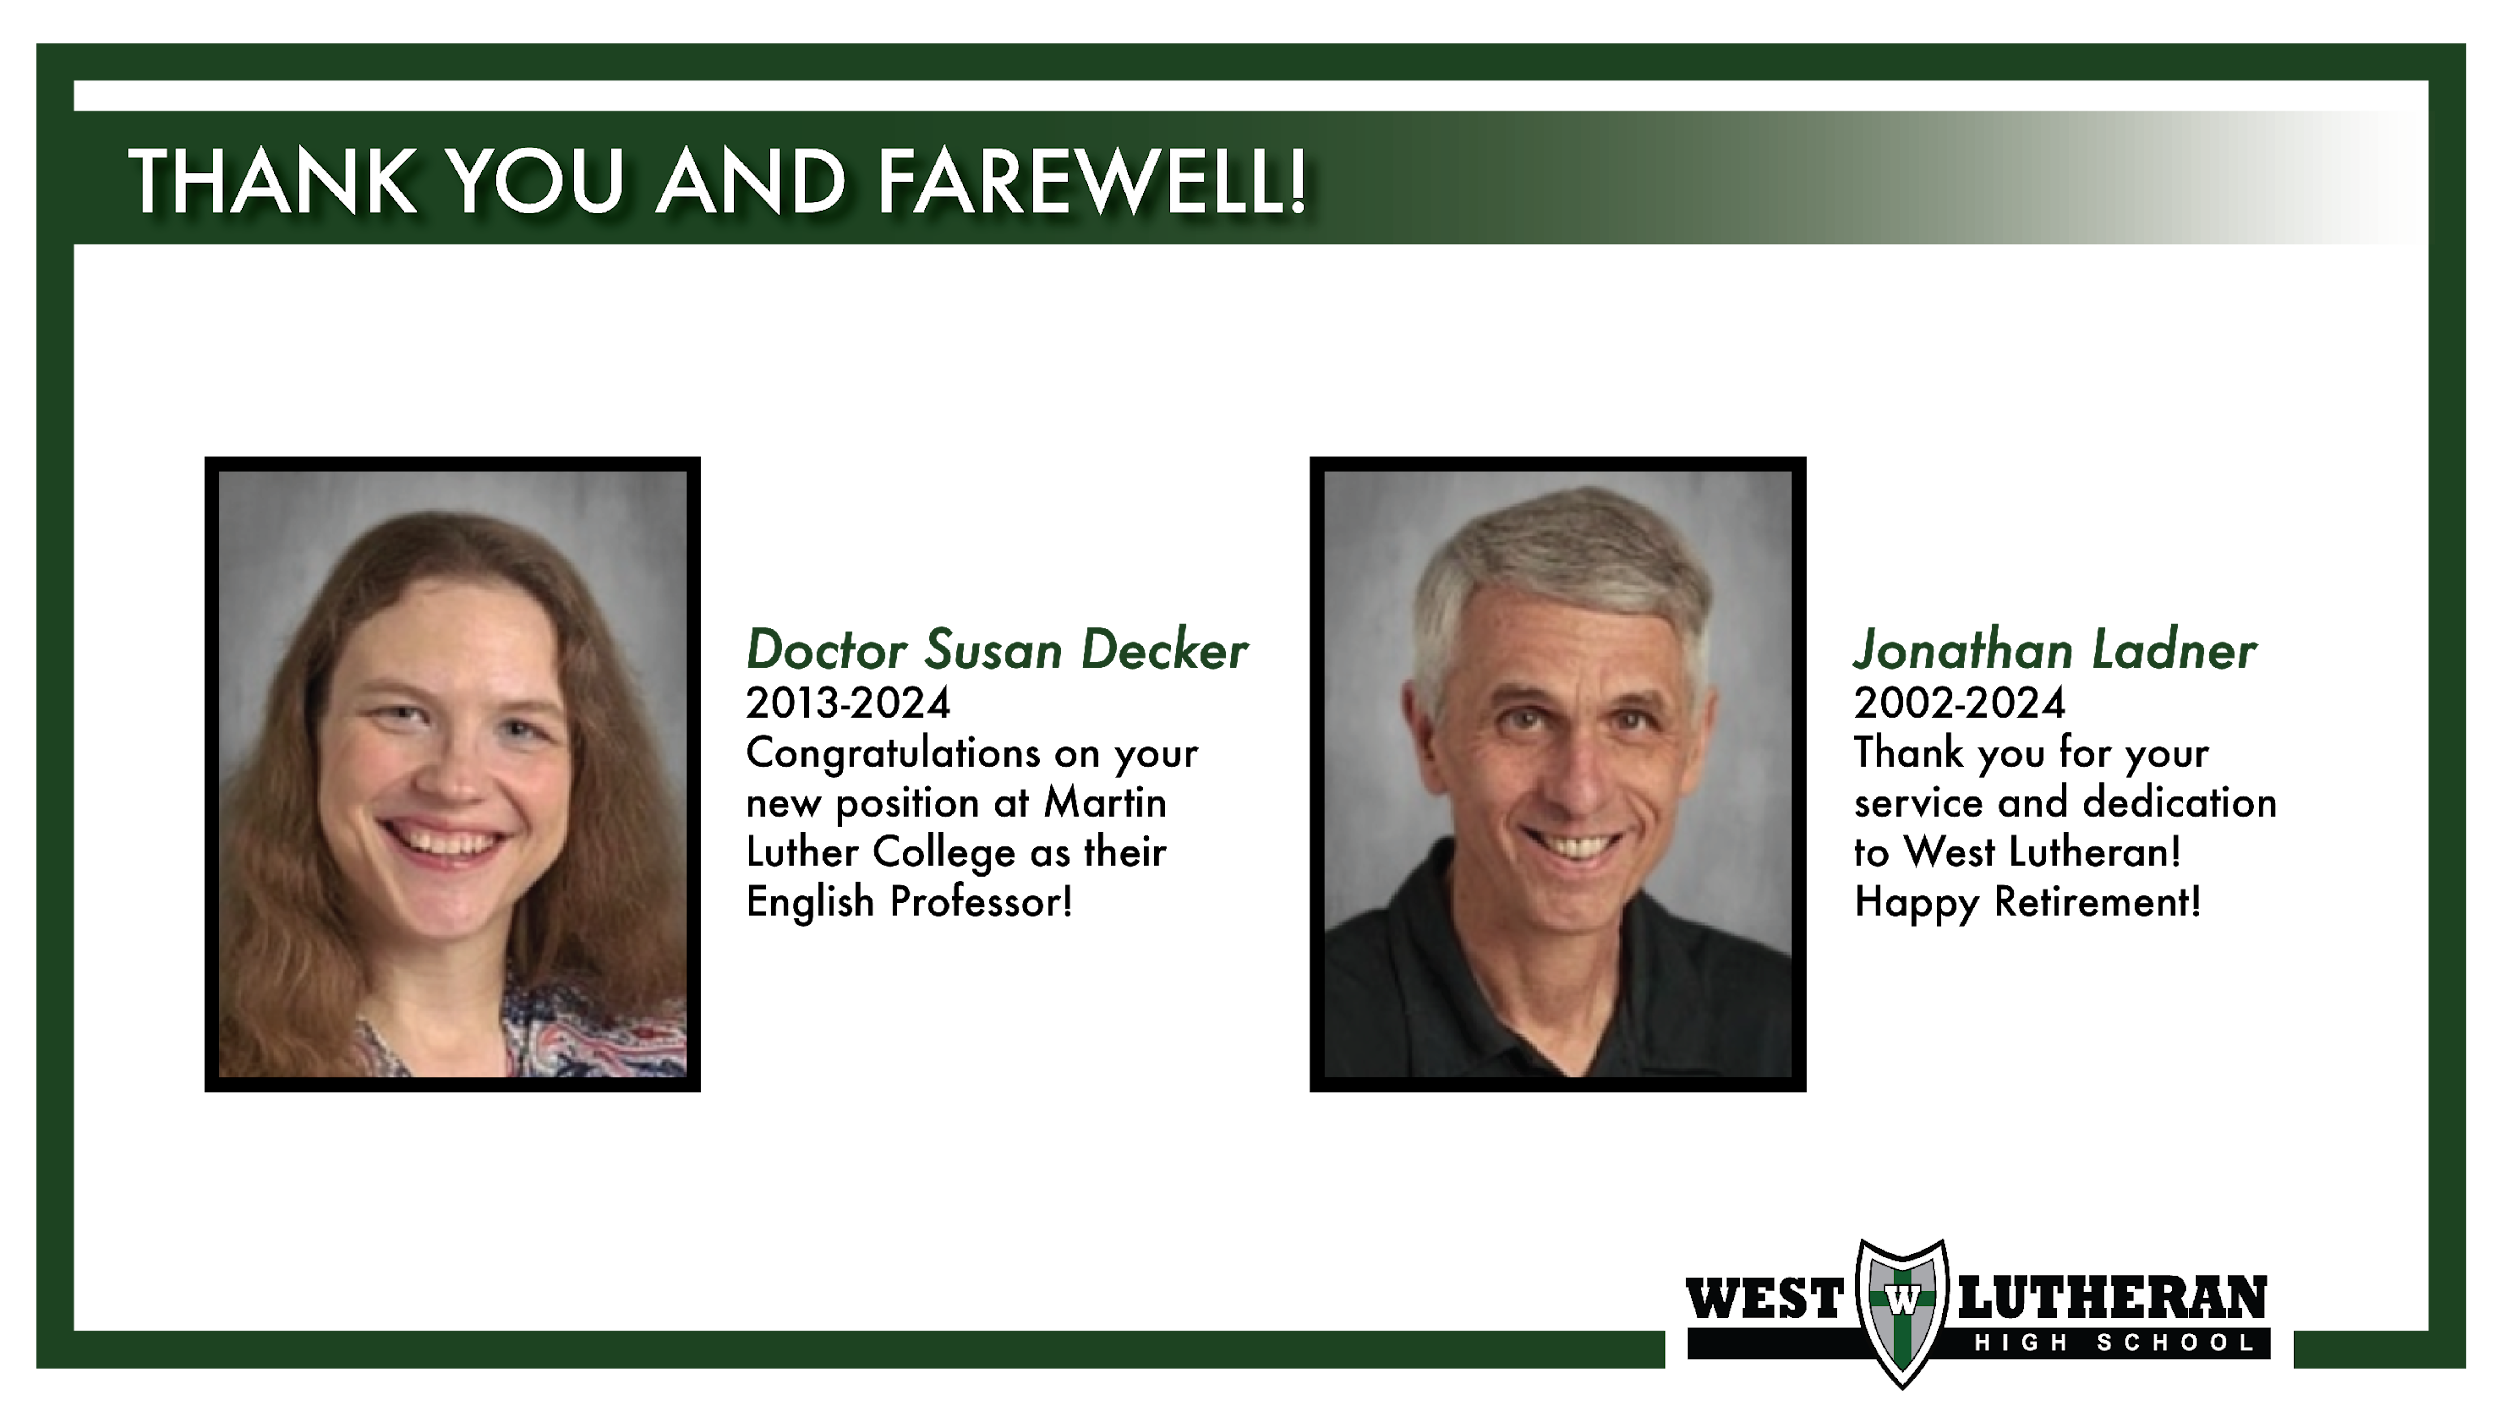 THANK YOU AND FAREWELL!
Doctor Susan Decker
2013-2024
Congratulations on your
new position at Martin
Luther College as their
English Professor!
Jonathan Ladner
2002-2024
Thank you for your
service and dedication
to West Lutheran!
Happy Retirement!
WEST W LUTHERAN
HIGH SCHOOL